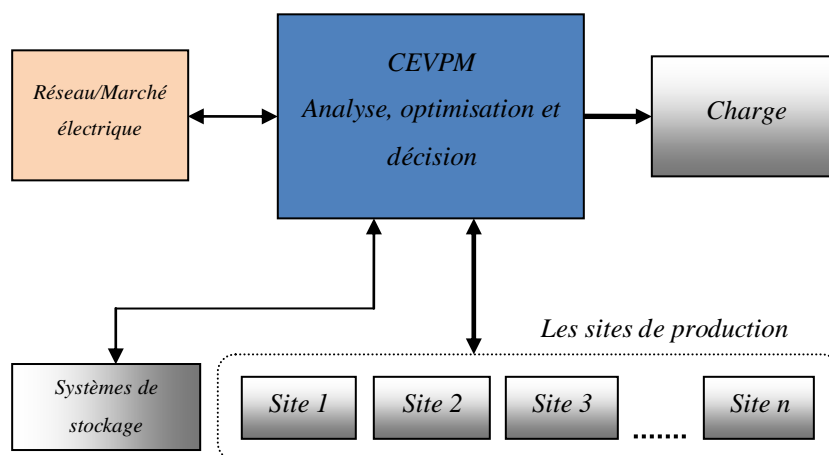 Réseau/Marché
électrique
CEVPM
Analyse, optimisation et
décision
Charge
Les sites de production
Systèmes de
stockage
Site 1
Site 2
Site 3
.......
Site n